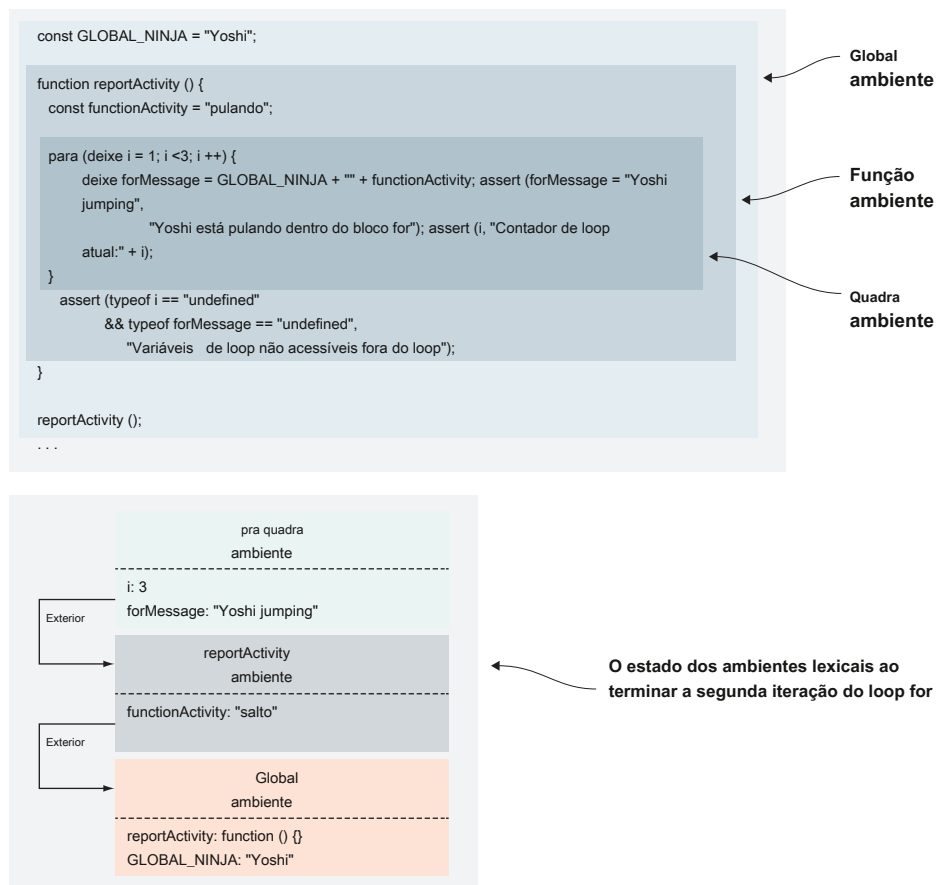 const GLOBAL_NINJA = "Yoshi";
function reportActivity () {
const functionActivity = "pulando";
para (deixe i = 1; i <3; i ++) {
deixe forMessage = GLOBAL_NINJA + "" + functionActivity; assert (forMessage = "Yoshi
jumping",
"Yoshi está pulando dentro do bloco for"); assert (i, "Contador de loop
atual:" + i);
}
assert (typeof i == "undefined"
&& typeof forMessage == "undefined",
"Variáveis de loop não acessíveis fora do loop");
}
reportActivity ();
. . .
Global
ambiente
Função
ambiente
Quadra
ambiente
pra quadra
ambiente
i: 3
forMessage: "Yoshi jumping"
Exterior
reportActivity
ambiente
functionActivity: "salto"
Exterior
Global
ambiente
reportActivity: function () {}
GLOBAL_NINJA: "Yoshi"
O estado dos ambientes lexicais ao
terminar a segunda iteração do loop for